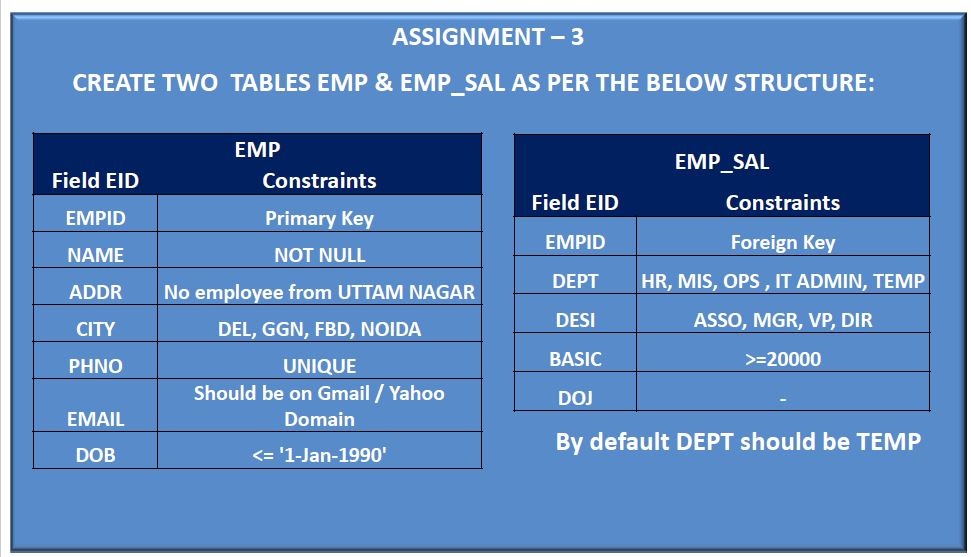 ASSIGNMENT – 3
CREATE TWO TABLES EMP & EMP_SAL AS PER THE BELOW STRUCTURE:
EMP
Field EID Constraints
EMPID Primary Key
NAME NOT NULL
ADDR No employee from UTTAM NAGAR
CITY DEL, GGN, FBD, NOIDA
PHNO UNIQUE
EMAIL Should be on Gmail / Yahoo
Domain
DOB <= '1-Jan-1990'
EMP_SAL
Field EID Constraints
EMPID Foreign Key
DEPT HR, MIS, OPS , IT ADMIN, TEMP
DESI ASSO, MGR, VP, DIR
BASIC >=20000
DOJ -
By default DEPT should be TEMP